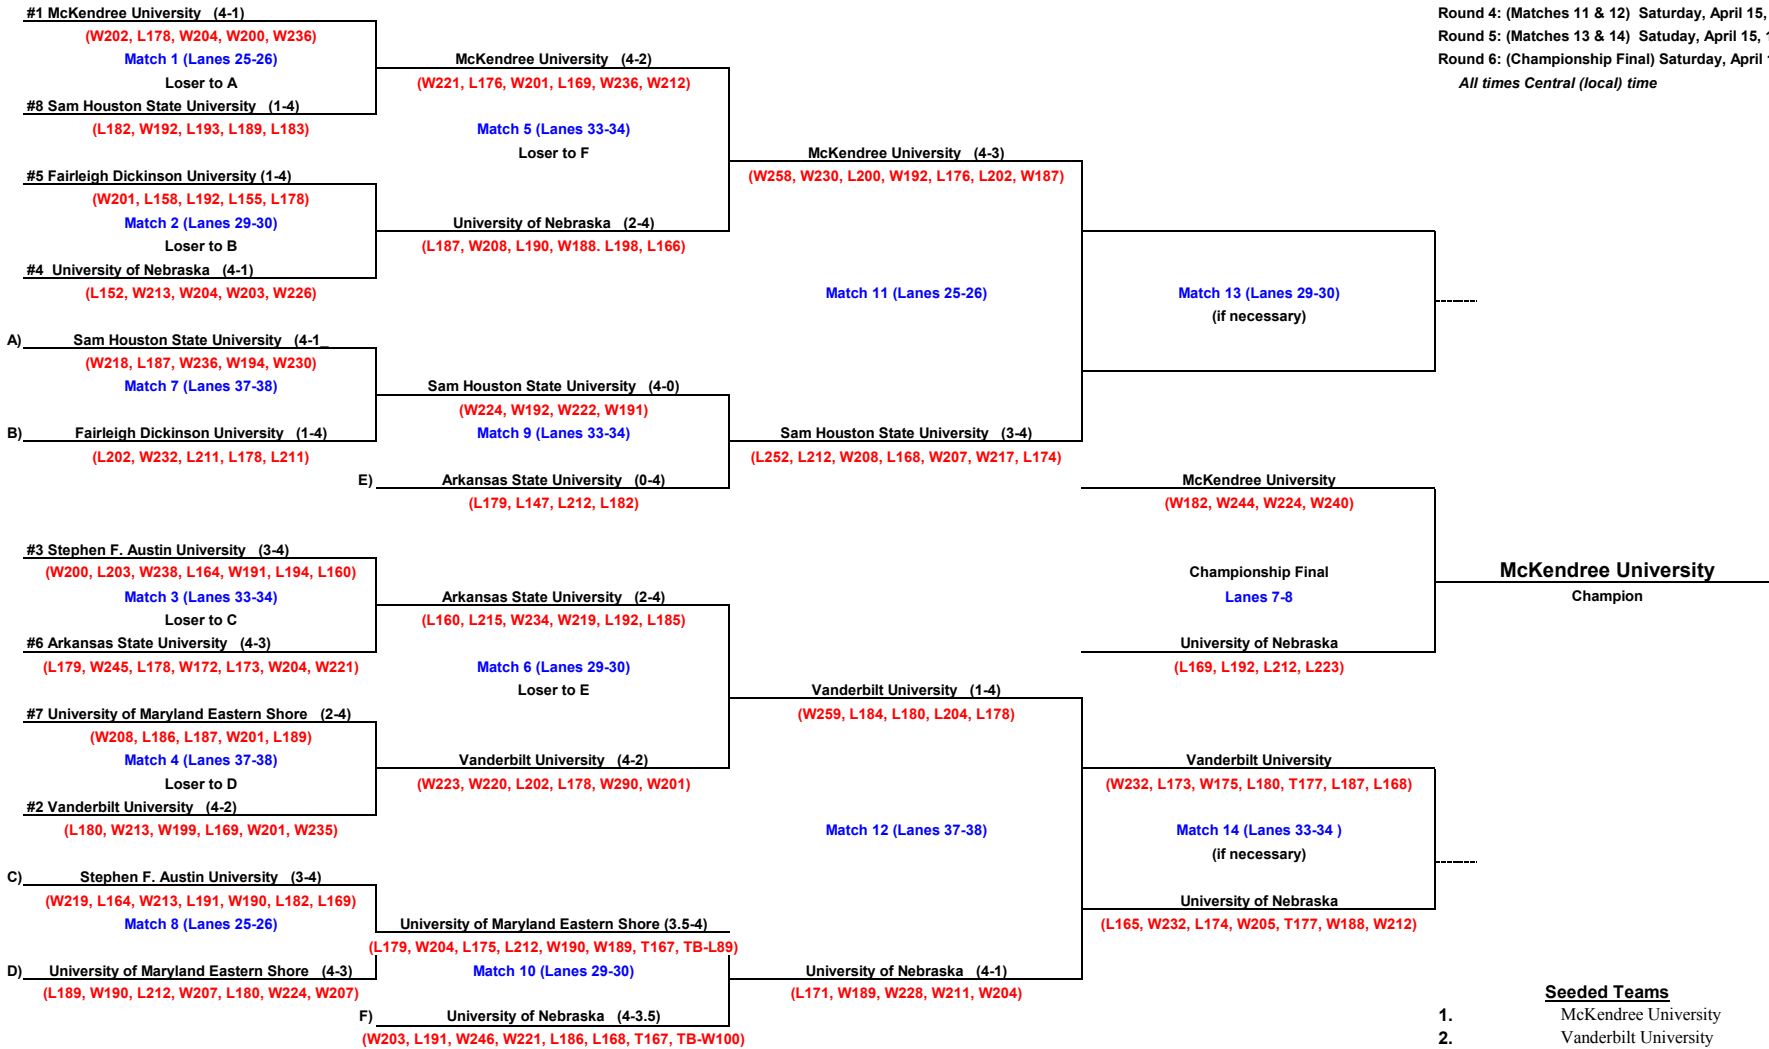 #1 McKendree University (4-1)
(W202, L178, W204, W200, W236)
Match 1 (Lanes 25-26)
Loser to A
#8 Sam Houston State University (1-4)
(L182, W192, L193, L189, L183)
#5 Fairleigh Dickinson University (1-4)
(W201, L158, L192, L155, L178)
Match 2 (Lanes 29-30)
Loser to B
#4 University of Nebraska (4-1)
(L152, W213, W204, W203, W226)
A) Sam Houston State University (4-1_
(W218, L187, W236, W194, W230)
Match 7 (Lanes 37-38)
B) Fairleigh Dickinson University (1-4)
(L202, W232, L211, L178, L211)
#3 Stephen F. Austin University (3-4)
(W200, L203, W238, L164, W191, L194, L160)
Match 3 (Lanes 33-34)
Loser to C
#6 Arkansas State University (4-3)
(L179, W245, L178, W172, L173, W204, W221)
#7 University of Maryland Eastern Shore (2-4)
(W208, L186, L187, W201, L189)
Match 4 (Lanes 37-38)
Loser to D
#2 Vanderbilt University (4-2)
(L180, W213, W199, L169, W201, W235)
C) Stephen F. Austin University (3-4)
(W219, L164, W213, L191, W190, L182, L169)
Match 8 (Lanes 25-26)
D) University of Maryland Eastern Shore (4-3)
(L189, W190, L212, W207, L180, W224, W207)
McKendree University (4-2)
(W221, L176, W201, L169, W236, W212)
Match 5 (Lanes 33-34)
Loser to F
University of Nebraska (2-4)
(L187, W208, L190, W188. L198, L166)
Sam Houston State University (4-0)
(W224, W192, W222, W191)
Match 9 (Lanes 33-34)
E) Arkansas State University (0-4)
(L179, L147, L212, L182)
Arkansas State University (2-4)
(L160, L215, W234, W219, L192, L185)
Match 6 (Lanes 29-30)
Loser to E
Vanderbilt University (4-2)
(W223, W220, L202, L178, W290, W201)
University of Maryland Eastern Shore (3.5-4)
(L179, W204, L175, L212, W190, W189, T167, TB-L89)
Match 10 (Lanes 29-30)
F) University of Nebraska (4-3.5)
(W203, L191, W246, W221, L186, L168, T167, TB-W100)
McKendree University (4-3)
(W258, W230, L200, W192, L176, L202, W187)
Match 11 (Lanes 25-26)
Sam Houston State University (3-4)
(L252, L212, W208, L168, W207, W217, L174)
Vanderbilt University (1-4)
(W259, L184, L180, L204, L178)
Match 12 (Lanes 37-38)
University of Nebraska (4-1)
(L171, W189, W228, W211, W204)
Match 13 (Lanes 29-30)
(if necessary)
McKendree University
(W182, W244, W224, W240)
Championship Final
Lanes 7-8
University of Nebraska
(L169, L192, L212, L223)
Vanderbilt University
(W232, L173, W175, L180, T177, L187, L168)
Match 14 (Lanes 33-34 )
(if necessary)
University of Nebraska
(L165, W232, L174, W205, T177, W188, W212)
Round 4: (Matches 11 & 12) Saturday, April 15,
Round 5: (Matches 13 & 14) Satuday, April 15, 1
Round 6: (Championship Final) Saturday, April 1
All times Central (local) time
McKendree University
Champion
Seeded Teams
1. McKendree University
2. Vanderbilt University